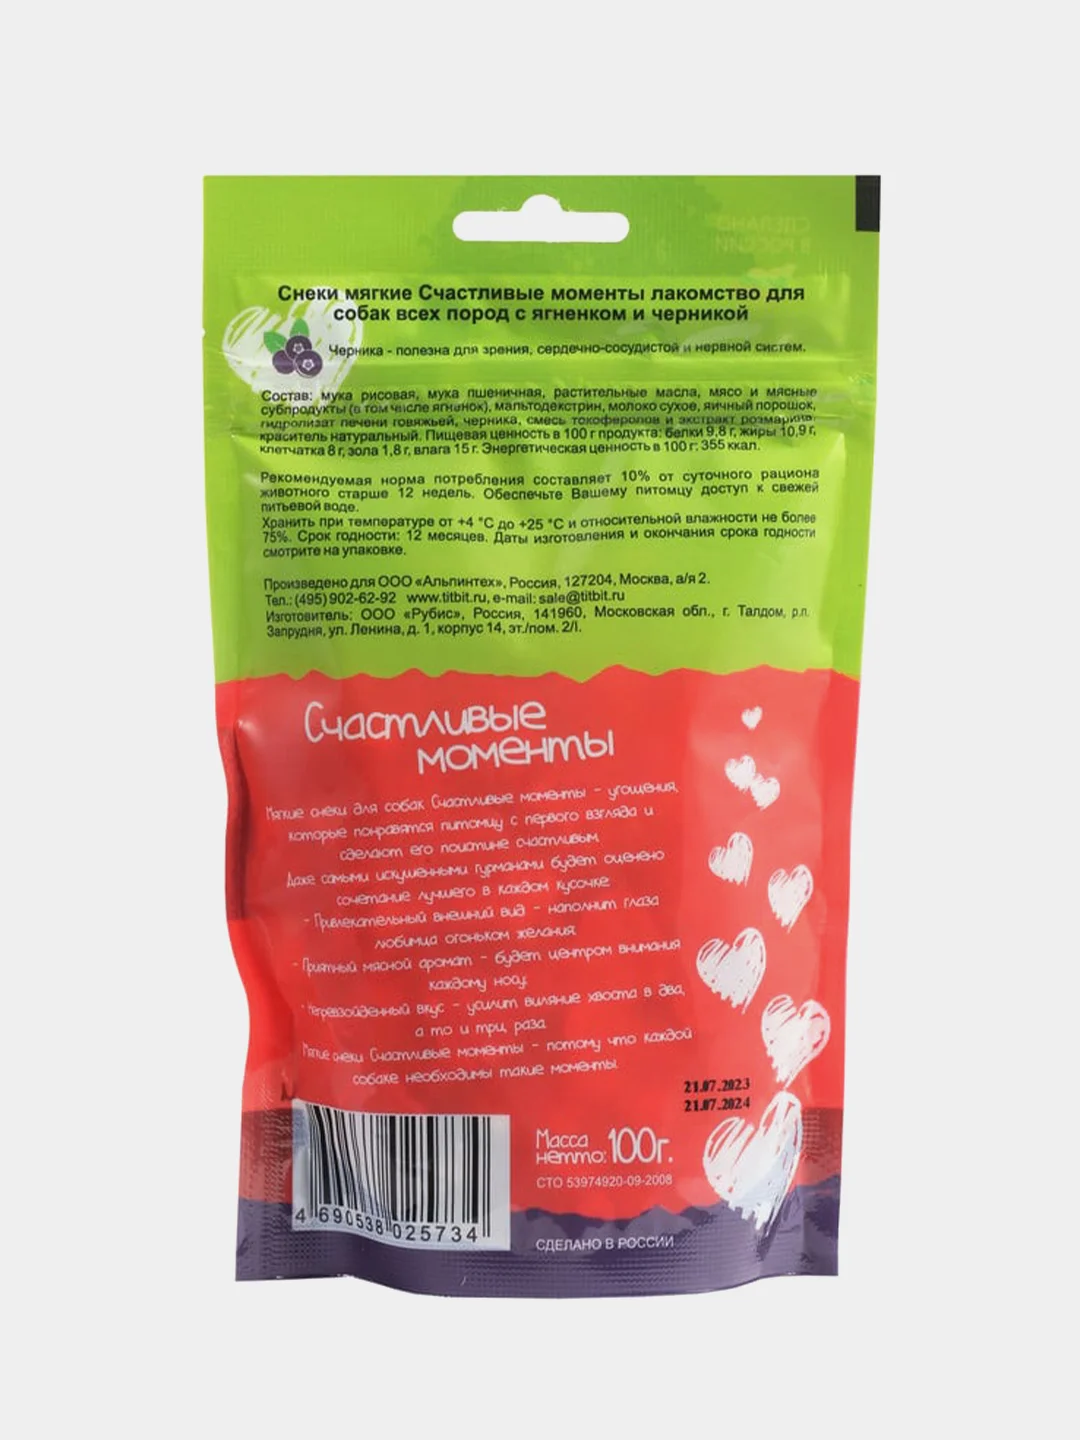 СДЕЛАНО
В РОССИИ
Снеки мягкие Счастливые моменты лакомство для
собак всех пород с ягненком и черникой
Черника - полезна для зрения, сердечно-сосудистой и нервной систем.
Состав: мука рисовая, мука пшеничная, растительные масла, мясо и мясные
субпродукты (в том числе ягненок), мальтодекстрин, молоко сухое, яичный порошок,
гидролизат печени говяжьей, черника, смесь токоферолов и экстракт розмарина,
краситель натуральный. Пищевая ценность в 100 г продукта: белки 9,8 г, жиры 10,9 г,
клетчатка 8 г, зола 1,8 г, влага 15 г. Энергетическая ценность в 100 г: 355 ккал.
Рекомендуемая норма потребления составляет 10% от суточного рациона
животного старше 12 недель. Обеспечьте Вашему питомцу доступ к свежей
питьевой воде.
Хранить при температуре от +4 °C до +25 °C и относительной влажности не более
75%. Срок годности: 12 месяцев. Даты изготовления и окончания срока годности
смотрите на упаковке.
Произведено для ООО «Альпинтех», Россия, 127204, Москва, а/я 2.
Тел.: (495) 902-62-92 www.titbit.ru, e-mail: sale@titbit.ru
Изготовитель: ООО «Рубис», Россия, 141960, Московская обл., г. Талдом, р.п.
Запрудня, ул. Ленина, д. 1, корпус 14, эт./пом. 2/I.
Счастливые
моменты
Мягкие снеки для собак Счастливые моменты - угощения,
которые понравятся питомцу с первого взгляда и
сделают его поистине счастливым.
Даже самыми искушенными гурманами будет оценено
сочетание лучшего в каждом кусочке:
- Привлекательный внешний вид - наполнит глаза
любимца огоньком желания.
- Приятный мясной аромат - будет центром внимания
каждому носу.
- Непревзойденный вкус - усилит виляние хвоста в два,
а то и три, раза.
Мягкие снеки Счастливые моменты - потому что каждой
собаке необходимы такие моменты.
21.07.2023
21.07.2024
Масса
нетто: 100г.
СТО 53974920-09-2008
4 690538 025734
СДЕЛАНО В РОССИИ